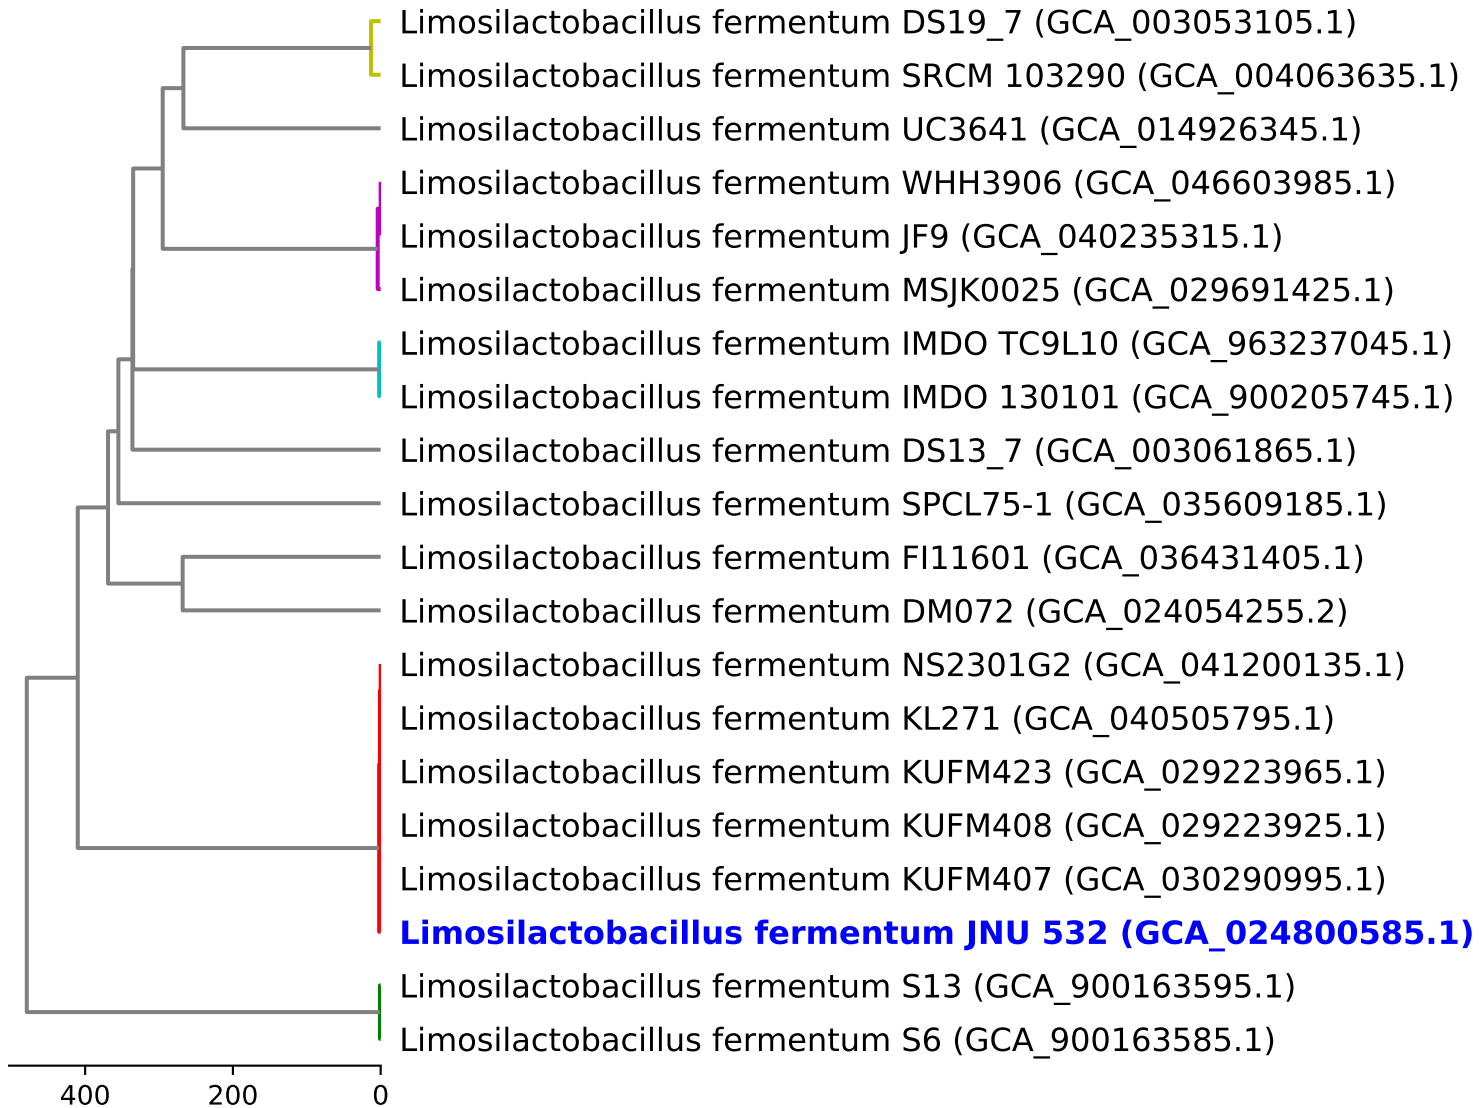 Limosilactobacillus fermentum DS19_7 (GCA_003053105.1)
Limosilactobacillus fermentum SRCM 103290 (GCA_004063635.1)
Limosilactobacillus fermentum UC3641 (GCA_014926345.1)
Limosilactobacillus fermentum WHH3906 (GCA_046603985.1)
Limosilactobacillus fermentum JF9 (GCA_040235315.1)
Limosilactobacillus fermentum MSJK0025 (GCA_029691425.1)
Limosilactobacillus fermentum IMDO TC9L10 (GCA_963237045.1)
Limosilactobacillus fermentum IMDO 130101 (GCA_900205745.1)
Limosilactobacillus fermentum DS13_7 (GCA_003061865.1)
Limosilactobacillus fermentum SPCL75-1 (GCA_035609185.1)
Limosilactobacillus fermentum FI11601 (GCA_036431405.1)
Limosilactobacillus fermentum DM072 (GCA_024054255.2)
Limosilactobacillus fermentum NS2301G2 (GCA_041200135.1)
Limosilactobacillus fermentum KL271 (GCA_040505795.1)
Limosilactobacillus fermentum KUFM423 (GCA_029223965.1)
Limosilactobacillus fermentum KUFM408 (GCA_029223925.1)
Limosilactobacillus fermentum KUFM407 (GCA_030290995.1)
Limosilactobacillus fermentum JNU 532 (GCA_024800585.1)
Limosilactobacillus fermentum S13 (GCA_900163595.1)
Limosilactobacillus fermentum S6 (GCA_900163585.1)
400 200 0